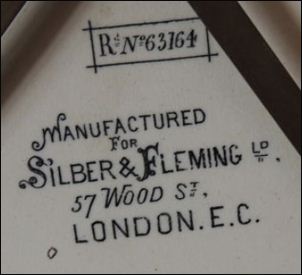 Rd No 63164
MANUFACTURED
FOR
SILBER & FLEMING LD.
57 WOOD ST.,
LONDON. E.C.